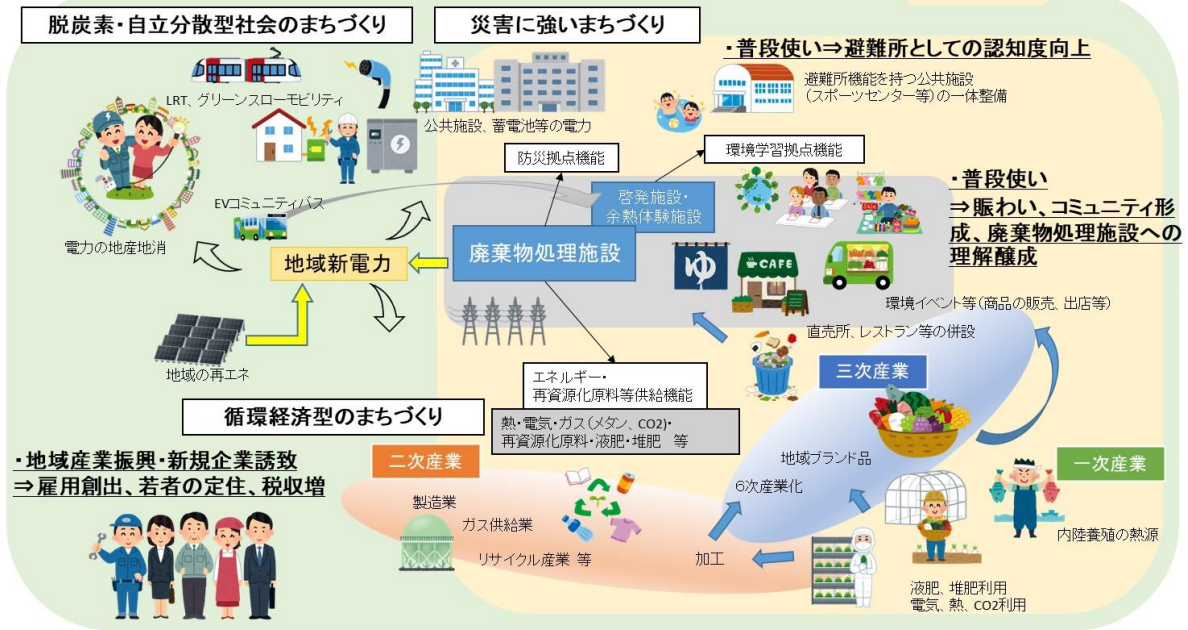 脱炭素・自立分散型社会のまちづくり
災害に強いまちづくり
・普段使い⇒避難所としての認知度向上
避難所機能を持つ公共施設
（スポーツセンター等）の一体整備
LRT、グリーンスローモビリティ
公共施設、蓄電池等の電力
防災拠点機能
環境学習拠点機能
・普段使い
⇒賑わい、コミュニティ形
成、廃棄物処理施設への
理解醸成
啓発施設・
余熱体験施設
EVコミュニティバス
電力の地産地消
地域新電力
廃棄物処理施設
ゆ
CAFE
環境イベント等（商品の販売、出店等）
直売所、レストラン等の併設
地域の再エネ
エネルギー・
再資源化原料等供給機能
熱・電気・ガス（メタン、CO2）・
再資源化原料・液肥・堆肥　等
三次産業
循環経済型のまちづくり
・地域産業振興・新規企業誘致
⇒雇用創出、若者の定住、税収増
二次産業
地域ブランド品
一次産業
6次産業化
製造業
ガス供給業
リサイクル産業 等
加工
内陸養殖の熱源
液肥、堆肥利用
電気、熱、CO2利用